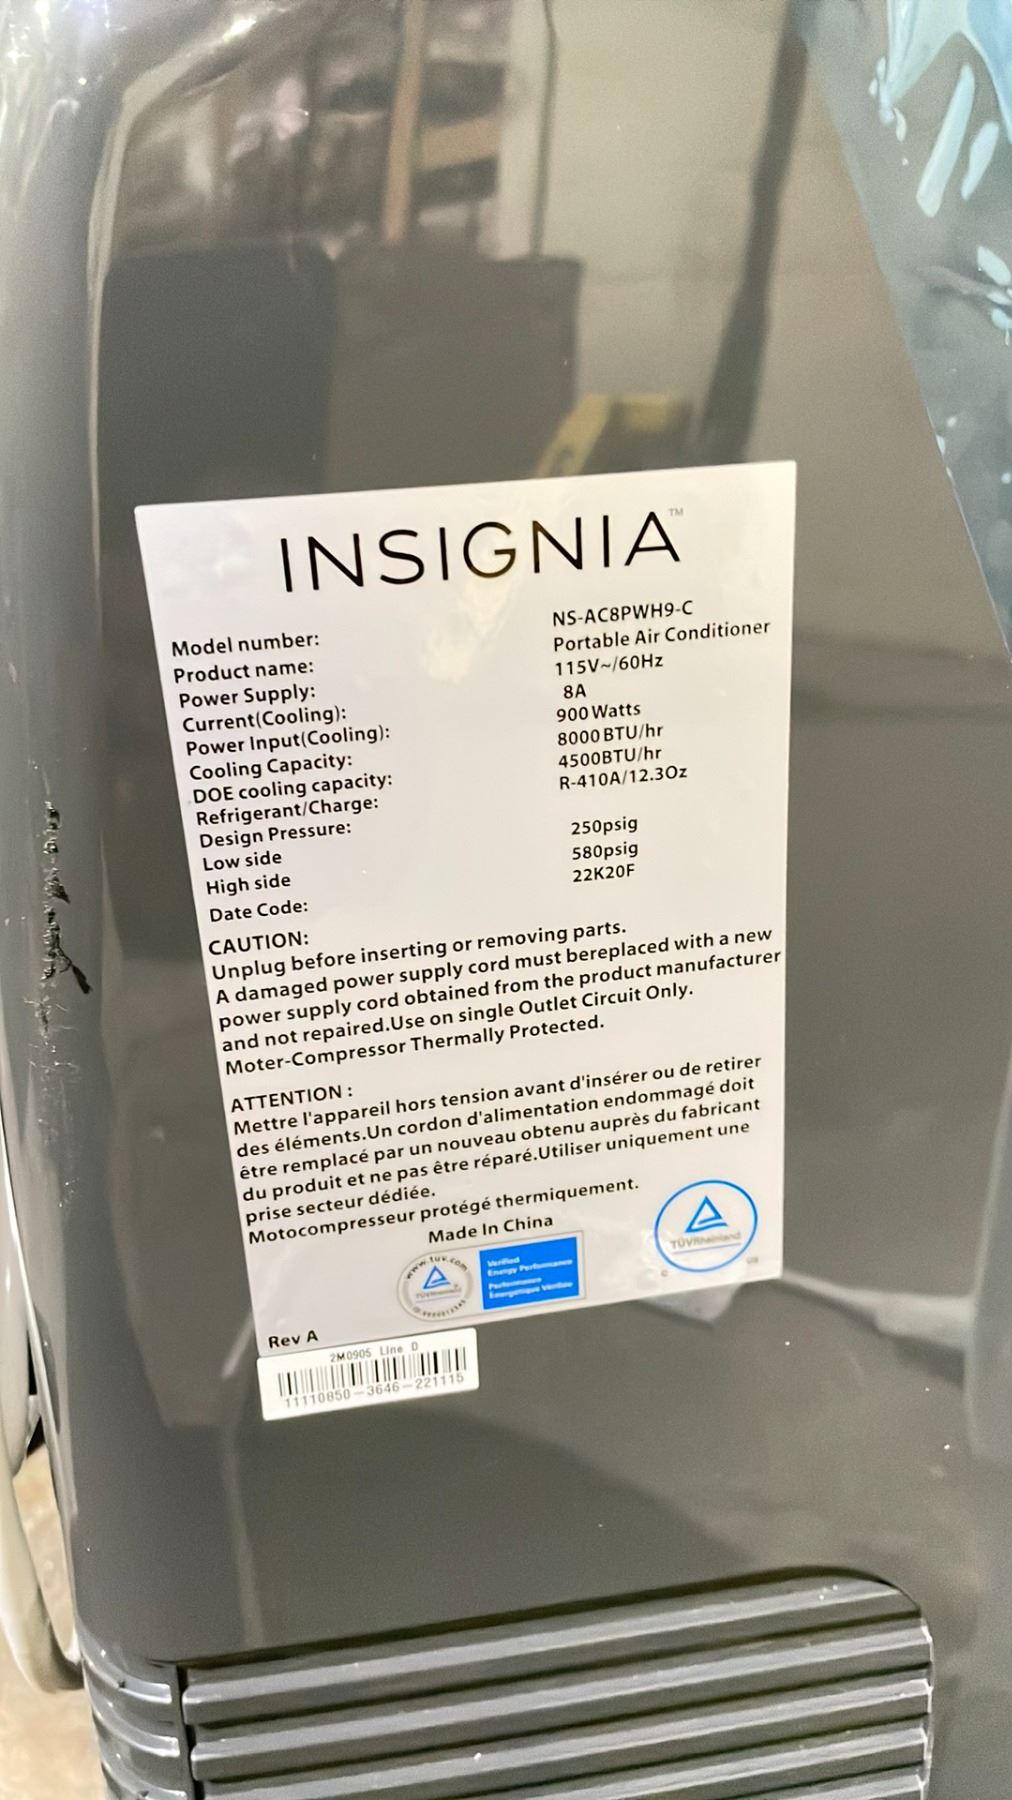 INSIGNIA™
Model number: NS-AC8PWH9-C
Product name: Portable Air Conditioner
Power Supply: 115V~/60Hz
Current(Cooling): 8A
Power Input(Cooling): 900 Watts
Cooling Capacity: 8000 BTU/hr
DOE cooling capacity: 4500BTU/hr
Refrigerant/Charge: R-410A/12.3Oz
Design Pressure:
Low side 250psig
High side 580psig
Date Code: 22K20F
CAUTION:
Unplug before inserting or removing parts.
A damaged power supply cord must bereplaced with a new
power supply cord obtained from the product manufacturer
and not repaired.Use on single Outlet Circuit Only.
Moter-Compressor Thermally Protected.
ATTENTION :
Mettre l'appareil hors tension avant d'insérer ou de retirer
des éléments.Un cordon d'alimentation endommagé doit
être remplacé par un nouveau obtenu auprès du fabricant
du produit et ne pas être réparé.Utiliser uniquement une
prise secteur dédiée.
Motocompresseur protégé thermiquement.
Made In China
www.tuv.com
TÜVRheinland
Verified
Energy Performance
Performance
Énergétique Vérifiée
TÜVRheinland
C US
Rev A
2M0905 Line D
11110850-3646-221115